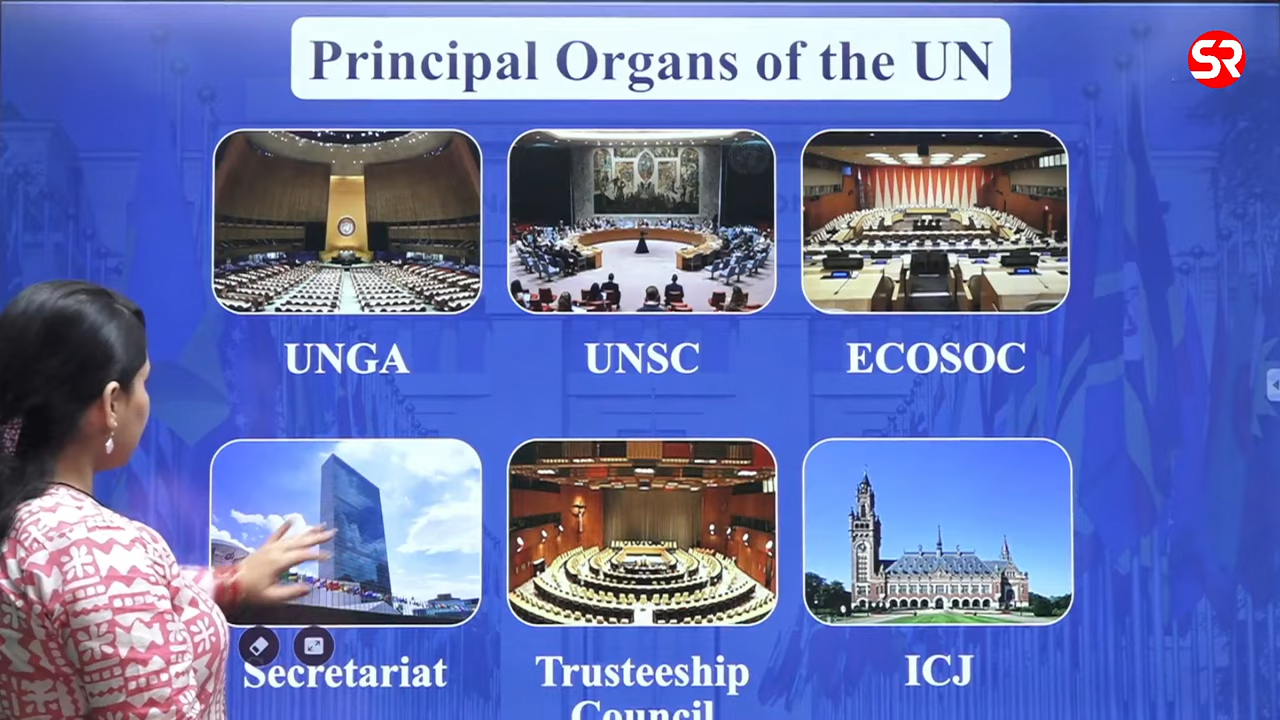 Principal Organs of the UN
SR
UNGA
UNSC
ECOSOC
Secretariat
Trusteeship
Council
ICJ